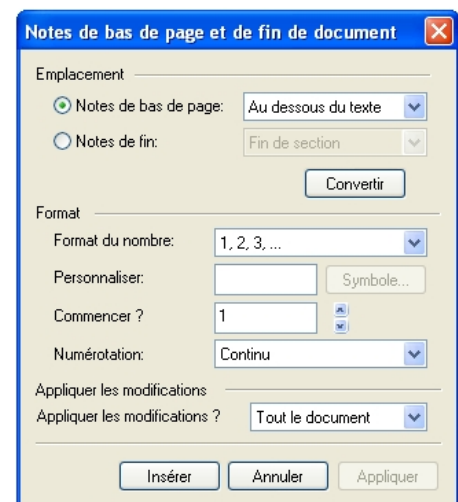 Notes de bas de page et de fin de document
Emplacement
Notes de bas de page: Au dessous du texte
Notes de fin: Fin de section
Convertir
Format
Format du nombre: 1, 2, 3, ...
Personnaliser: Symbole...
Commencer ? 1
Numérotation: Continu
Appliquer les modifications
Appliquer les modifications ? Tout le document
Insérer Annuler Appliquer